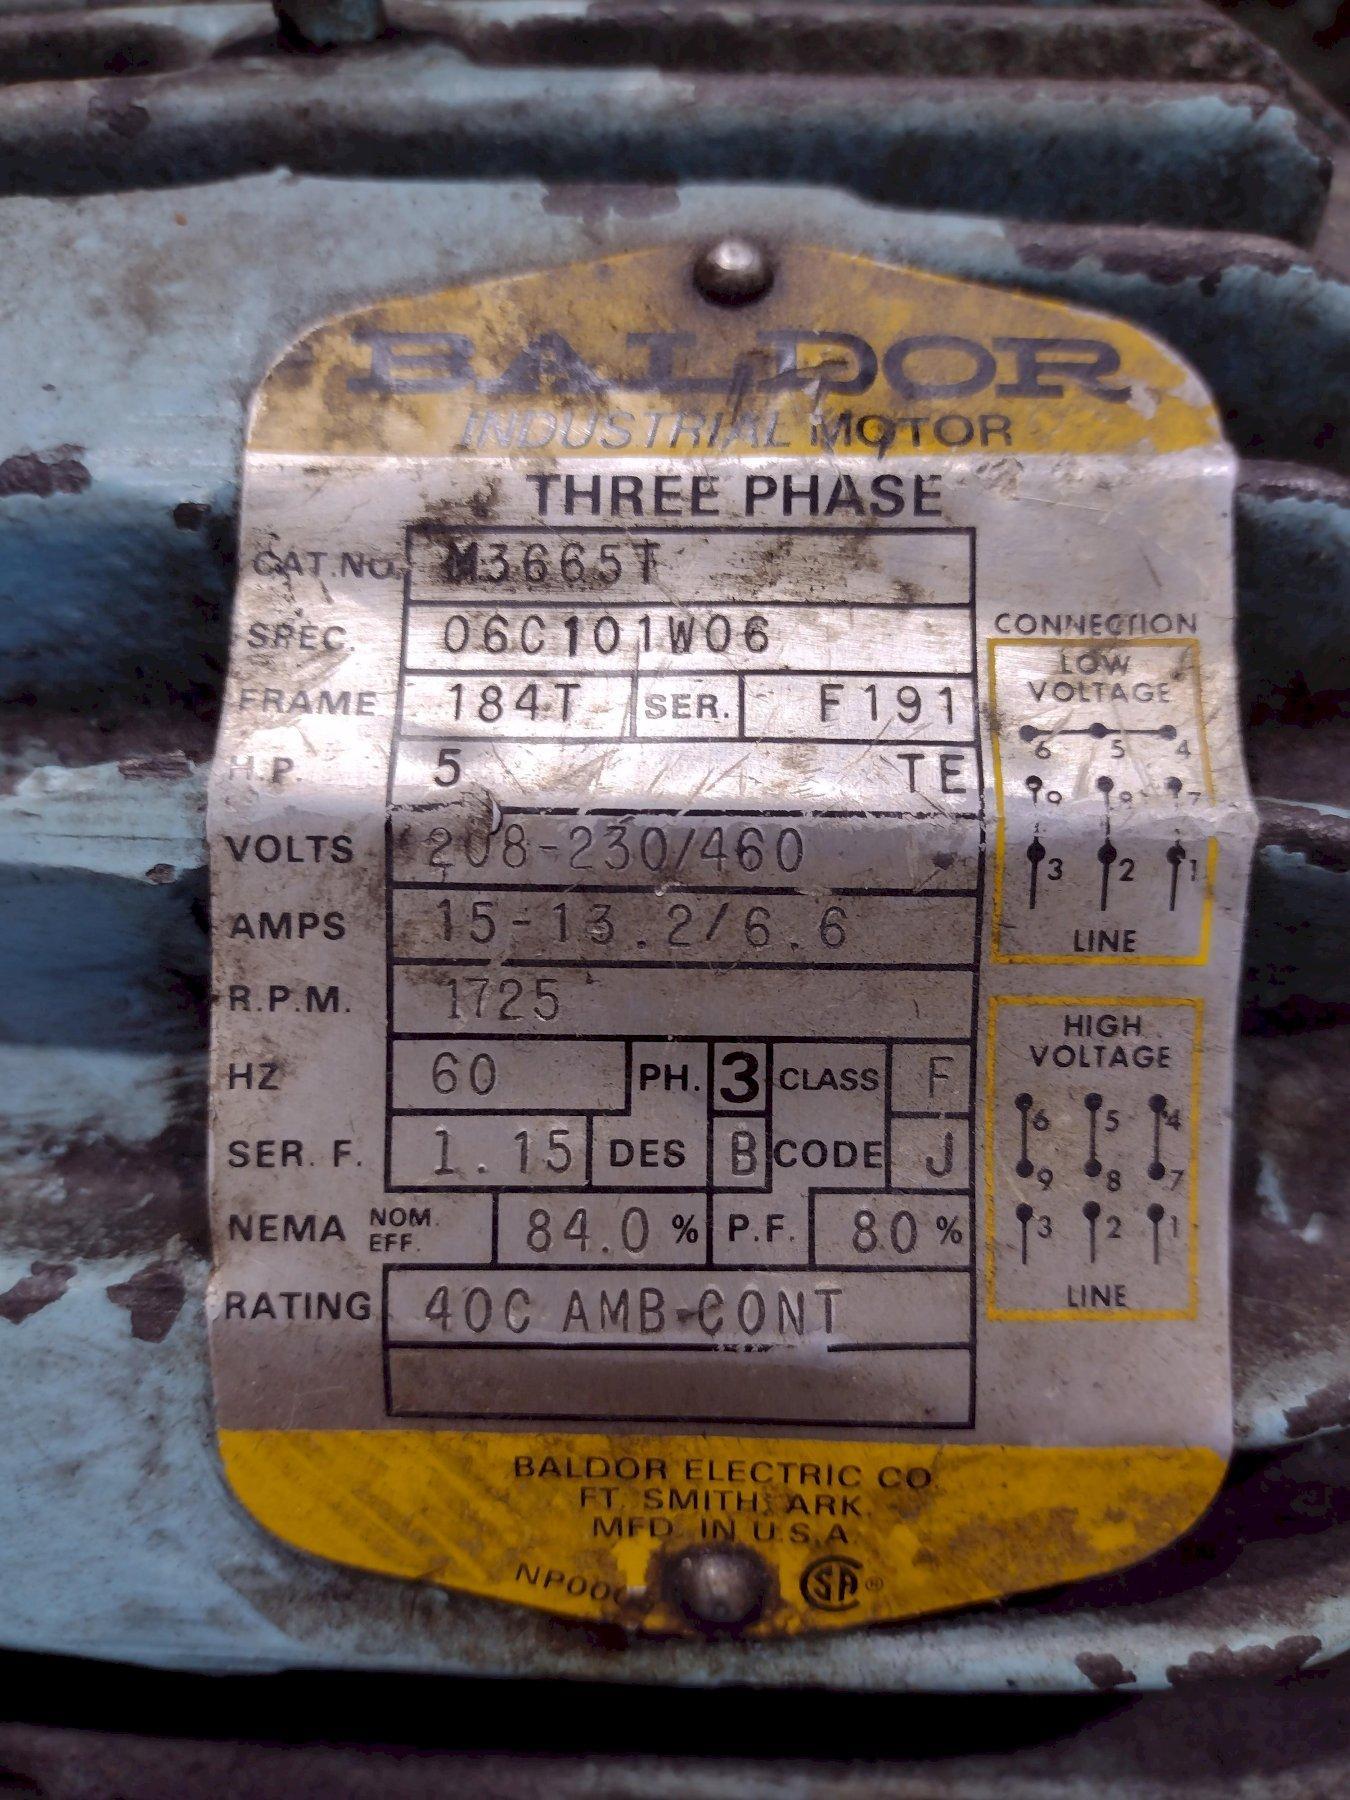 BALDOR
INDUSTRIAL MOTOR
THREE PHASE
CAT.NO. M3665T
SPEC. 06C101W06
FRAME 184T SER. F191
H.P. 5 TE
VOLTS 208-230/460
AMPS 15-13.2/6.6
R.P.M. 1725
HZ 60 PH. 3 CLASS F
SER. F. 1.15 DES B CODE J
NEMA NOM. EFF. 84.0 % P.F. 80 %
RATING 40C AMB-CONT
CONNECTION
LOW
VOLTAGE
6 5 4
9 8 7
3 2 1
LINE
HIGH
VOLTAGE
6 5 4
9 8 7
3 2 1
LINE
BALDOR ELECTRIC CO.
FT. SMITH, ARK.
MFD. IN U.S.A.
CSA ®